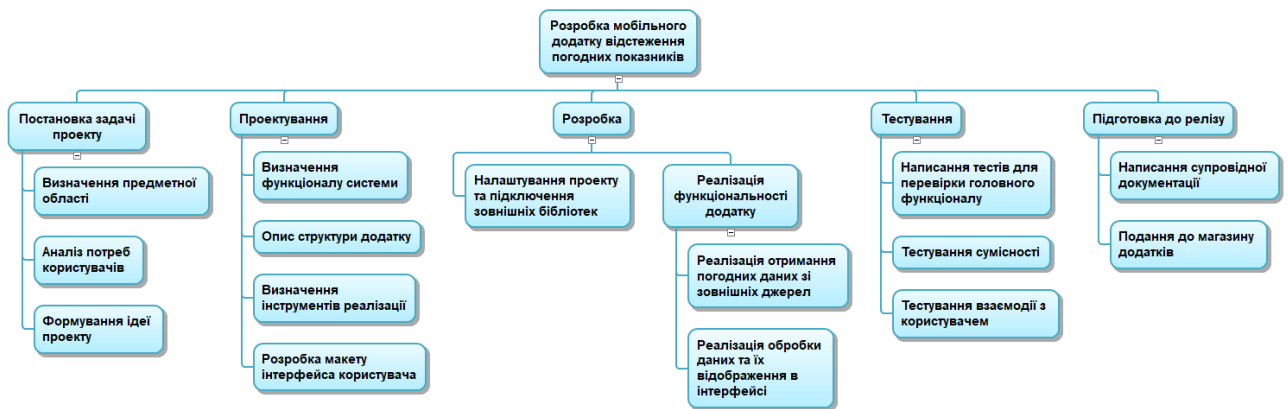 Розробка мобільного
додатку відстеження
погодних показників
Постановка задачі
проекту
Визначення предметної
області
Аналіз потреб
користувачів
Формування ідеї
проекту
Проектування
Визначення
функціоналу системи
Опис структури додатку
Визначення
інструментів реалізації
Розробка макету
інтерфейса користувача
Розробка
Налаштування проекту
та підключення
зовнішніх бібліотек
Реалізація
функціональності
додатку
Реалізація отримання
погодних даних зі
зовнішніх джерел
Реалізація обробки
даних та їх
відображення в
інтерфейсі
Тестування
Написання тестів для
перевірки головного
функціоналу
Тестування сумісності
Тестування взаємодії з
користувачем
Підготовка до релізу
Написання супровідної
документації
Подання до магазину
додатків